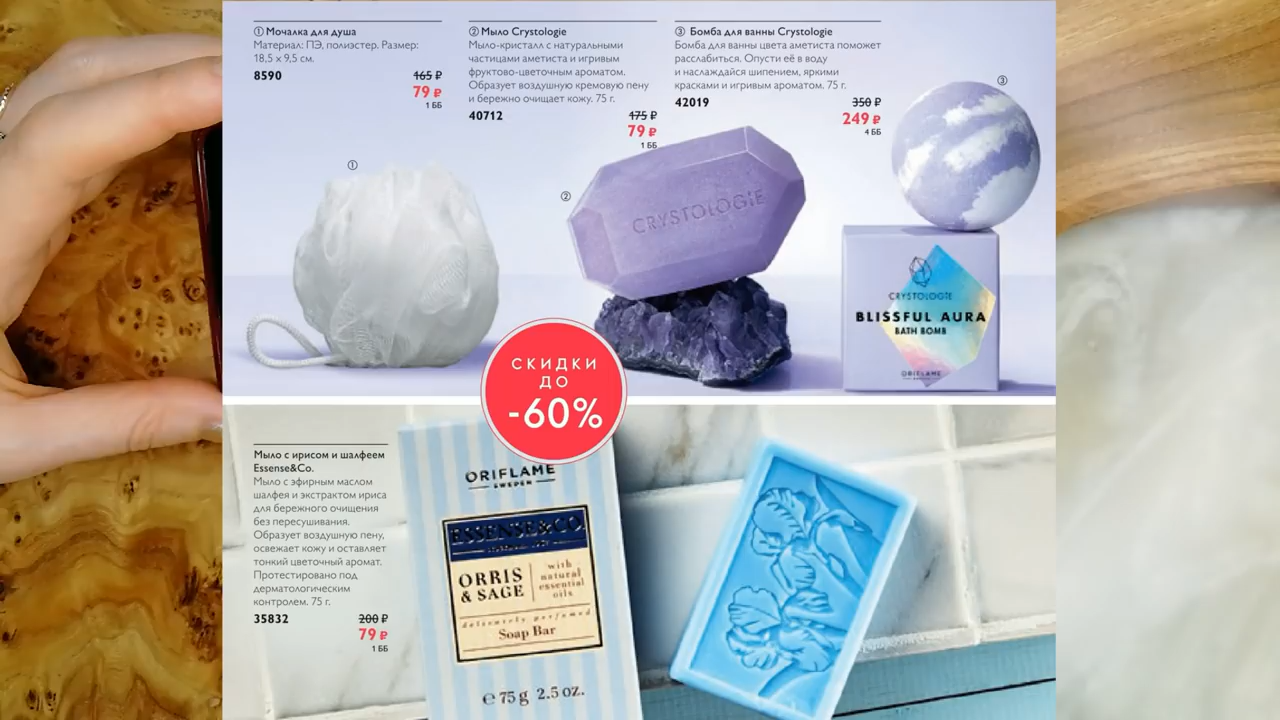 ① Мочалка для душа
Материал: ПЭ, полиэстер. Размер:
18,5 x 9,5 см.
8590
165 ₽
79 ₽
1 ББ
② Мыло Crystologie
Мыло-кристалл с натуральными
частицами аметиста и игривым
фруктово-цветочным ароматом.
Образует воздушную кремовую пену
и бережно очищает кожу. 75 г.
40712
175 ₽
79 ₽
1 ББ
③ Бомба для ванны Crystologie
Бомба для ванны цвета аметиста поможет
расслабиться. Опусти её в воду
и наслаждайся шипением, яркими
красками и игривым ароматом. 75 г.
42019
350 ₽
249 ₽
4 ББ
①
②
③
CRYSTOLOGIE
CRYSTOLOGIE
BLISSFUL AURA
BATH BOMB
ORIFLAME
СКИДКИ
ДО
-60%
Мыло с ирисом и шалфеем
Essense&Co.
Мыло с эфирным маслом
шалфея и экстрактом ириса
для бережного очищения
без пересушивания.
Образует воздушную пену,
освежает кожу и оставляет
тонкий цветочный аромат.
Протестировано под
дерматологическим
контролем. 75 г.
35832
200 ₽
79 ₽
1 ББ
ORIFLAME
SWEDEN
ESSENSE&CO.
ORRIS
& SAGE
with
natural
essential
oils
delicately perfumed
Soap Bar
℮ 75 g 2.5 oz.